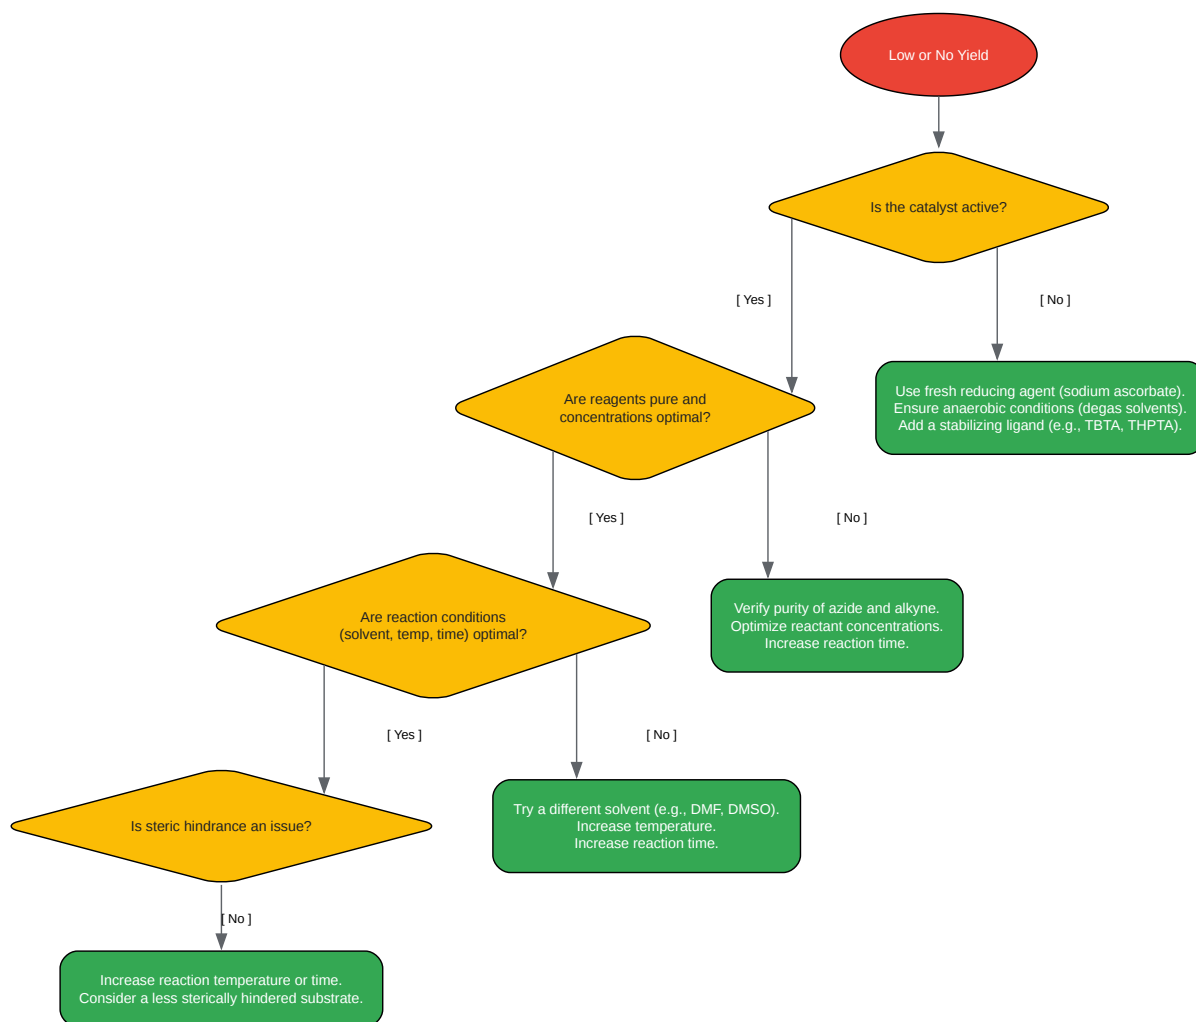 Low or No Yield
Is the catalyst active?
[ Yes ]
[ No ]
Are reagents pure and
concentrations optimal?
Use fresh reducing agent (sodium ascorbate).
Ensure anaerobic conditions (degas solvents).
Add a stabilizing ligand (e.g., TBTA, THPTA).
[ Yes ]
[ No ]
Are reaction conditions
(solvent, temp, time) optimal?
Verify purity of azide and alkyne.
Optimize reactant concentrations.
Increase reaction time.
[ Yes ]
[ No ]
Is steric hindrance an issue?
Try a different solvent (e.g., DMF, DMSO).
Increase temperature.
Increase reaction time.
[ No ]
Increase reaction temperature or time.
Consider a less sterically hindered substrate.